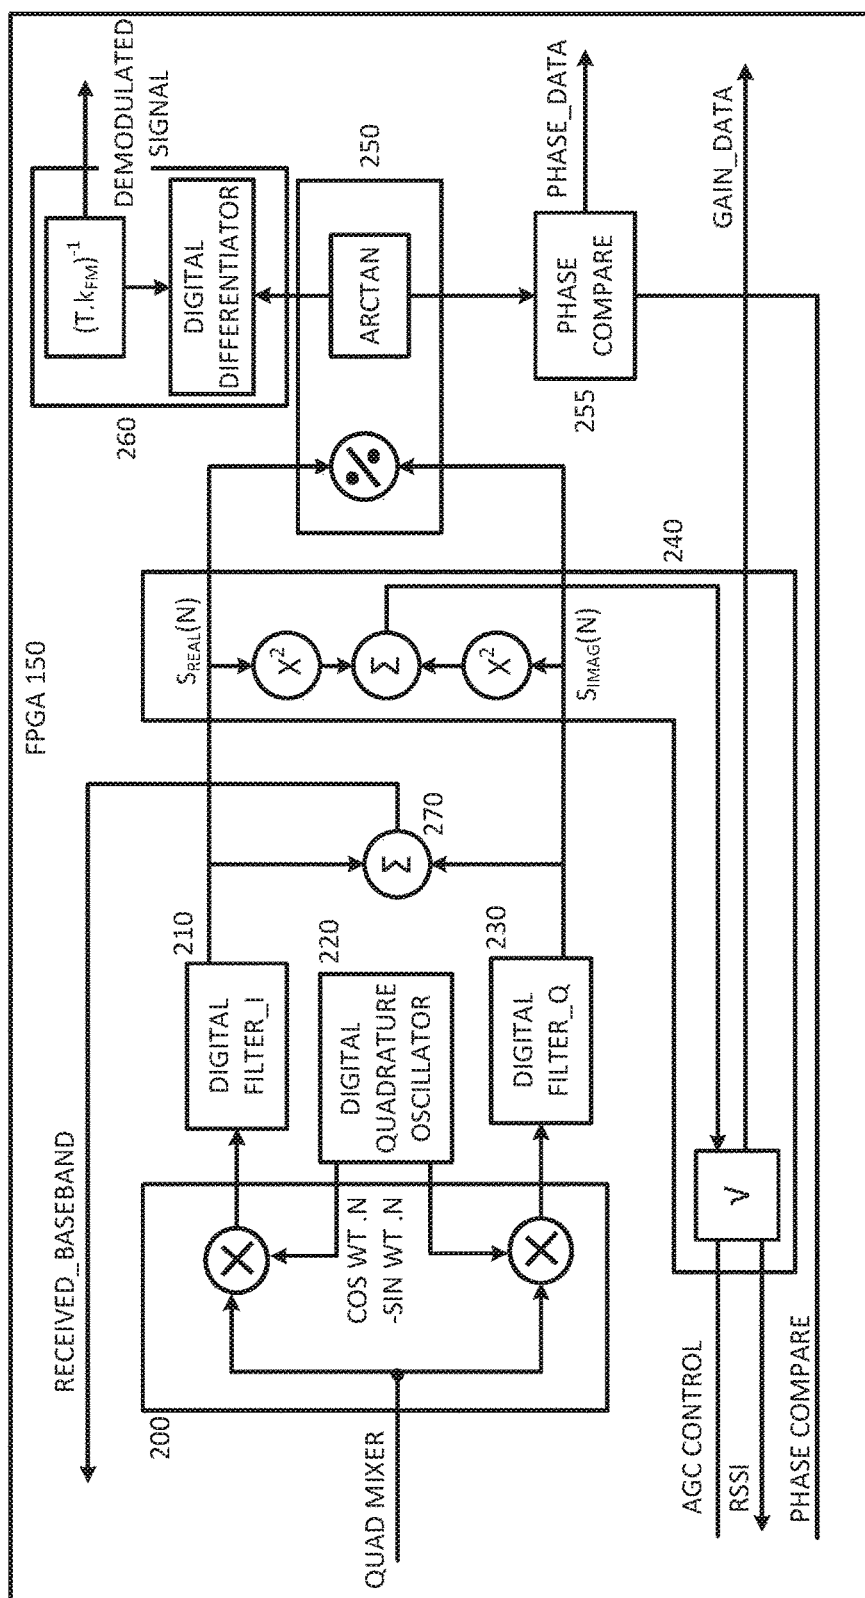 FPGA 150
RECEIVED_BASEBAND
DEMODULATED
SIGNAL
200
QUAD MIXER
COS WT .N
-SIN WT .N
210
DIGITAL
FILTER_I
220
DIGITAL
QUADRATURE
OSCILLATOR
230
DIGITAL
FILTER_Q
Σ
270
S_REAL(N)
X²
Σ
X²
S_IMAG(N)
240
260
(T.k_FM)⁻¹
DIGITAL
DIFFERENTIATOR
250
ARCTAN
255
PHASE
COMPARE
PHASE_DATA
GAIN_DATA
√
AGC CONTROL
RSSI
PHASE COMPARE